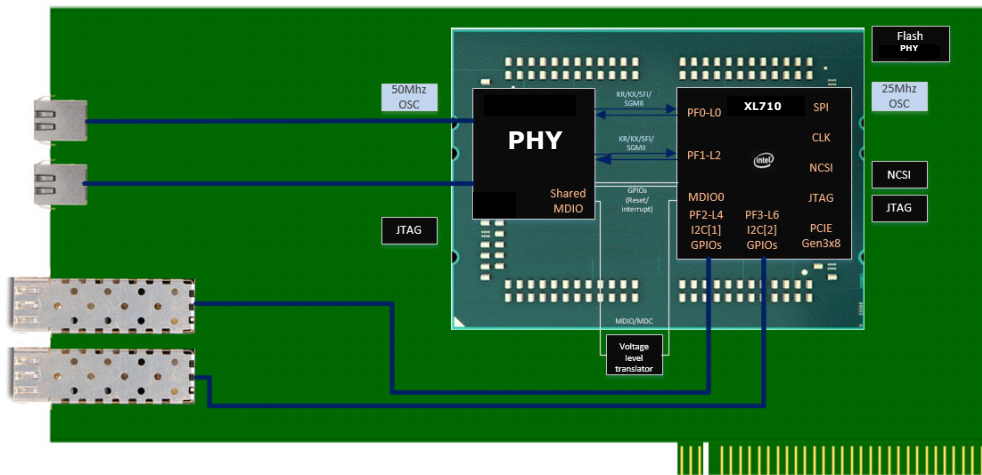 Flash
PHY
50Mhz
OSC
25Mhz
OSC
KR/KX/SFI/
SGMII
PHY
PF0-L0
XL710
SPI
CLK
KR/KX/SFI/
SGMII
PF1-L2
intel
NCSI
NCSI
Shared
MDIO
GPIOs
(Reset/
interrupt)
MDIO0
JTAG
JTAG
JTAG
PF2-L4
I2C[1]
GPIOs
PF3-L6
I2C[2]
GPIOs
PCIE
Gen3x8
MDIO/MDC
Voltage
level
translator